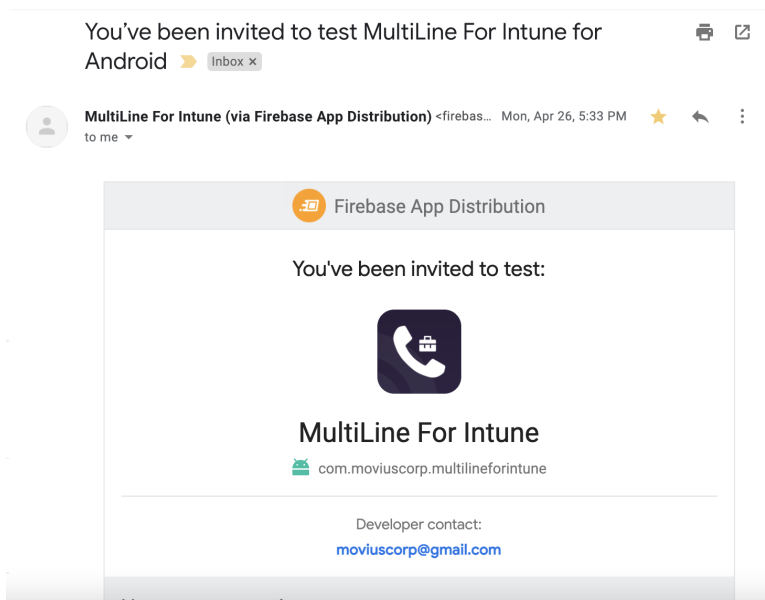 You’ve been invited to test MultiLine For Intune for
Android
Inbox ×
MultiLine For Intune (via Firebase App Distribution) <firebas... Mon, Apr 26, 5:33 PM
to me
Firebase App Distribution
You've been invited to test:
MultiLine For Intune
com.moviuscorp.multilineforintune
Developer contact:
moviuscorp@gmail.com